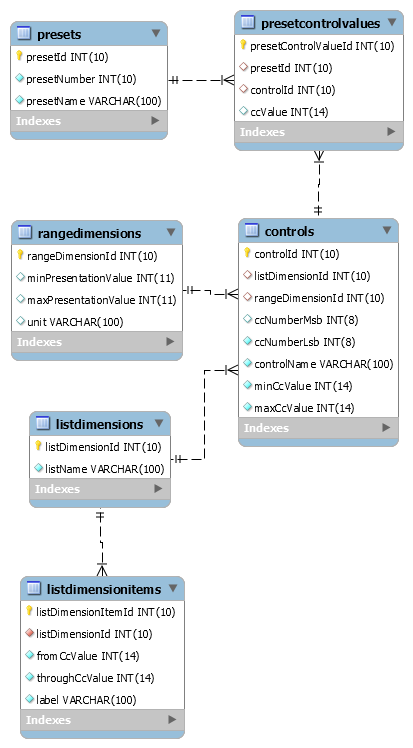 presets
presetId INT(10)
presetNumber INT(10)
presetName VARCHAR(100)
Indexes
presetcontrolvalues
presetControlValueId INT(10)
presetId INT(10)
controlId INT(10)
ccValue INT(14)
Indexes
rangedimensions
rangeDimensionId INT(10)
minPresentationValue INT(11)
maxPresentationValue INT(11)
unit VARCHAR(100)
Indexes
controls
controlId INT(10)
listDimensionId INT(10)
rangeDimensionId INT(10)
ccNumberMsb INT(8)
ccNumberLsb INT(8)
controlName VARCHAR(100)
minCcValue INT(14)
maxCcValue INT(14)
Indexes
listdimensions
listDimensionId INT(10)
listName VARCHAR(100)
Indexes
listdimensionitems
listDimensionItemId INT(10)
listDimensionId INT(10)
fromCcValue INT(14)
throughCcValue INT(14)
label VARCHAR(100)
Indexes